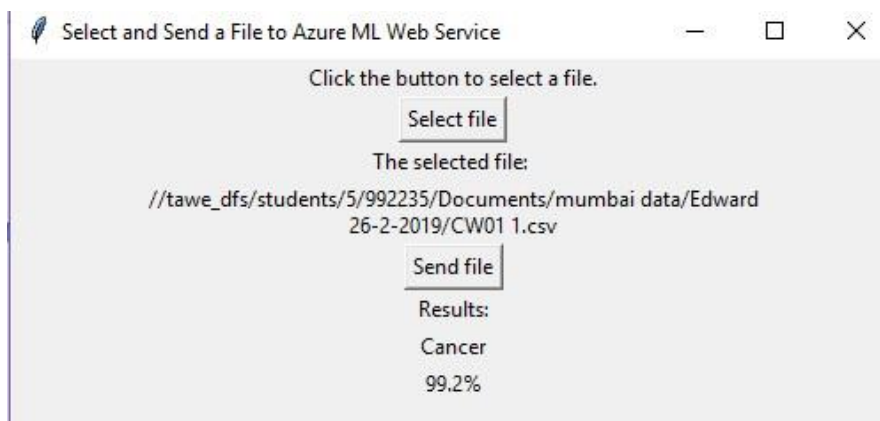 Select and Send a File to Azure ML Web Service
Click the button to select a file.
Select file
The selected file:
//tawe_dfs/students/5/992235/Documents/mumbai data/Edward
26-2-2019/CW01 1.csv
Send file
Results:
Cancer
99.2%